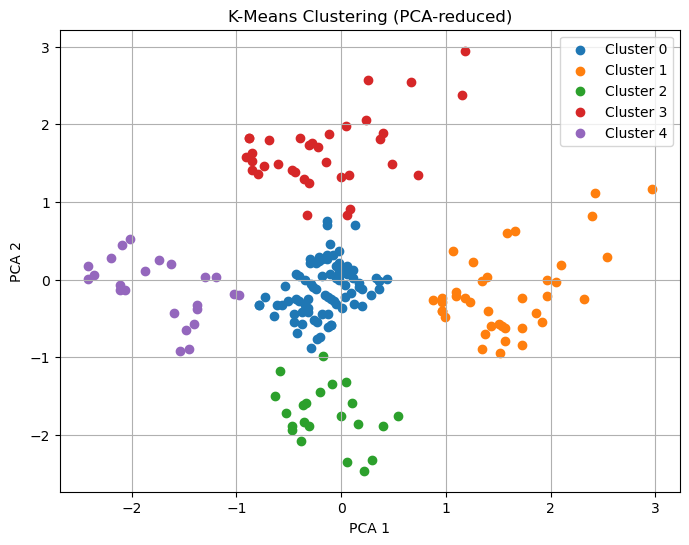 K-Means Clustering (PCA-reduced)
Cluster 0
Cluster 1
Cluster 2
Cluster 3
Cluster 4
3
2
1
0
−1
−2
PCA 2
−2
−1
0
1
2
3
PCA 1